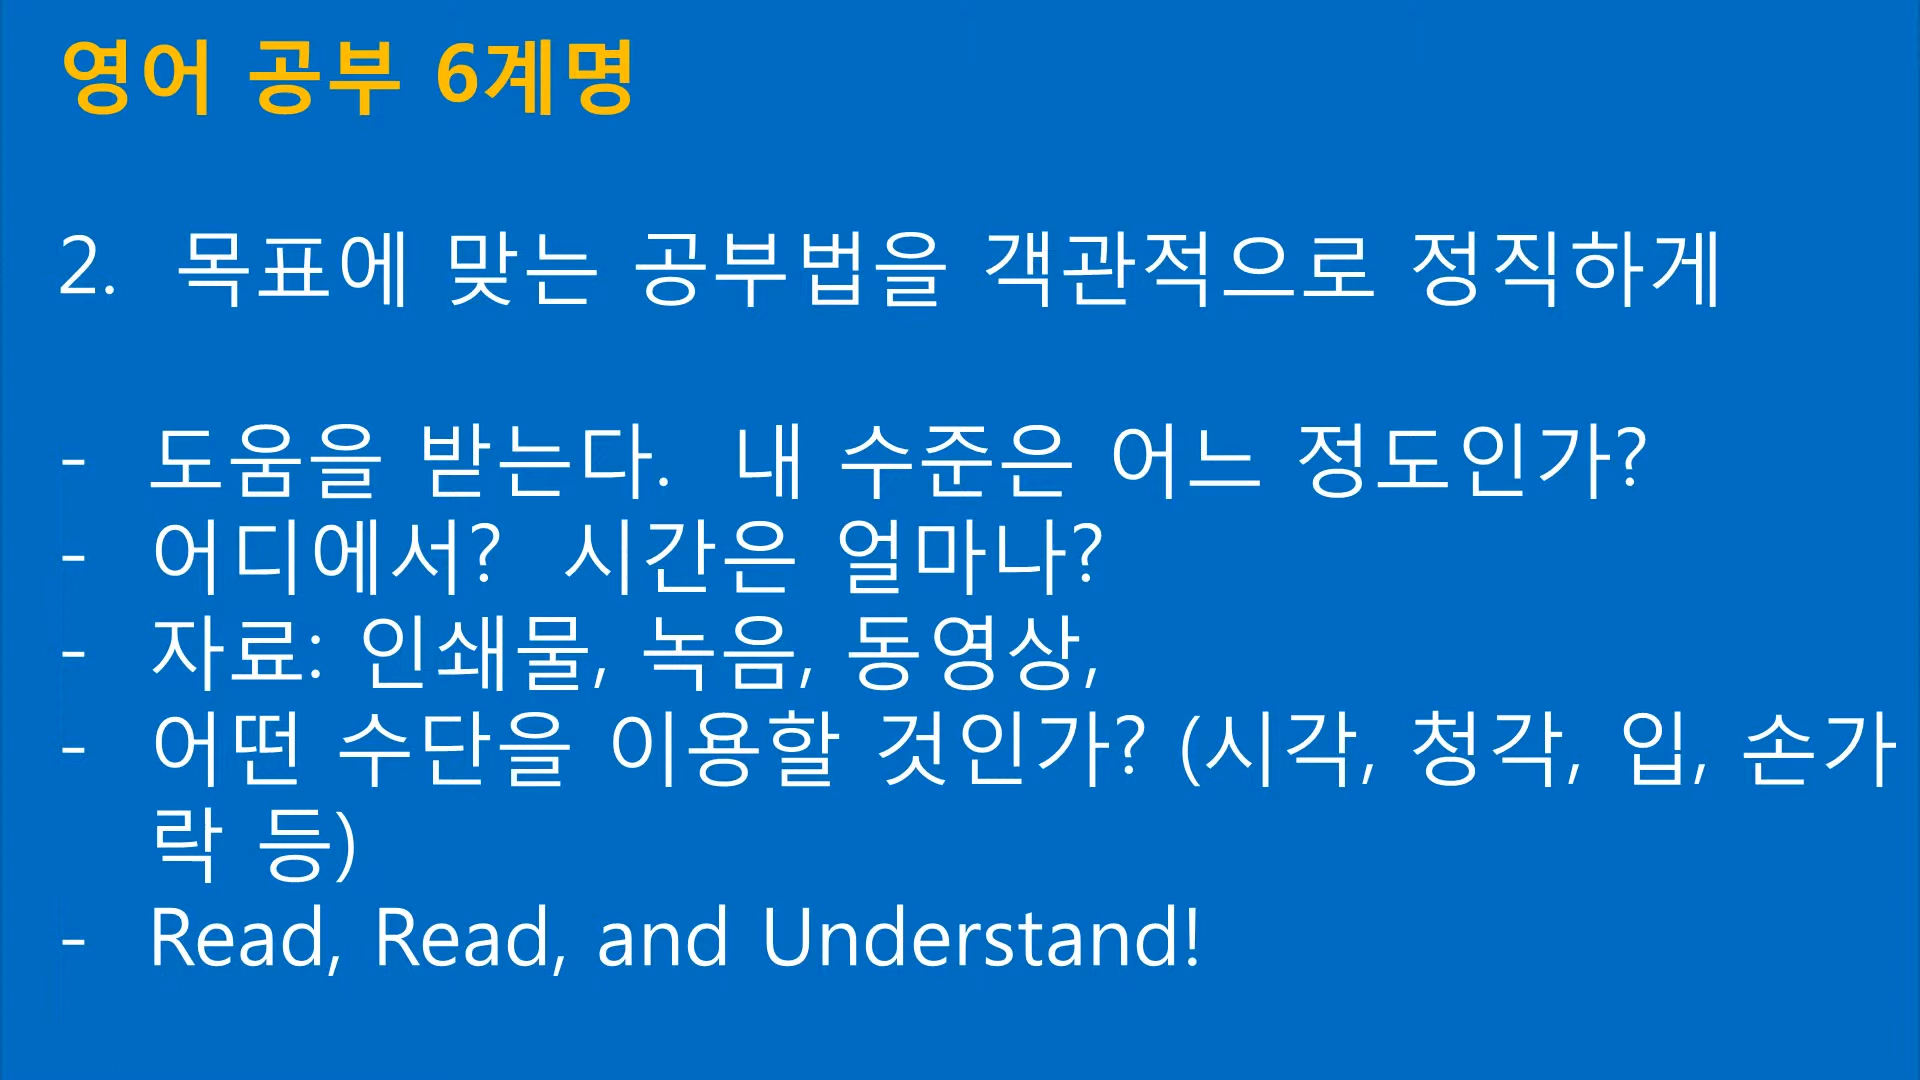 영어 공부 6계명
2. 목표에 맞는 공부법을 객관적으로 정직하게
- 도움을 받는다. 내 수준은 어느 정도인가?
- 어디에서? 시간은 얼마나?
- 자료: 인쇄물, 녹음, 동영상,
- 어떤 수단을 이용할 것인가? (시각, 청각, 입, 손가
락 등)
- Read, Read, and Understand!